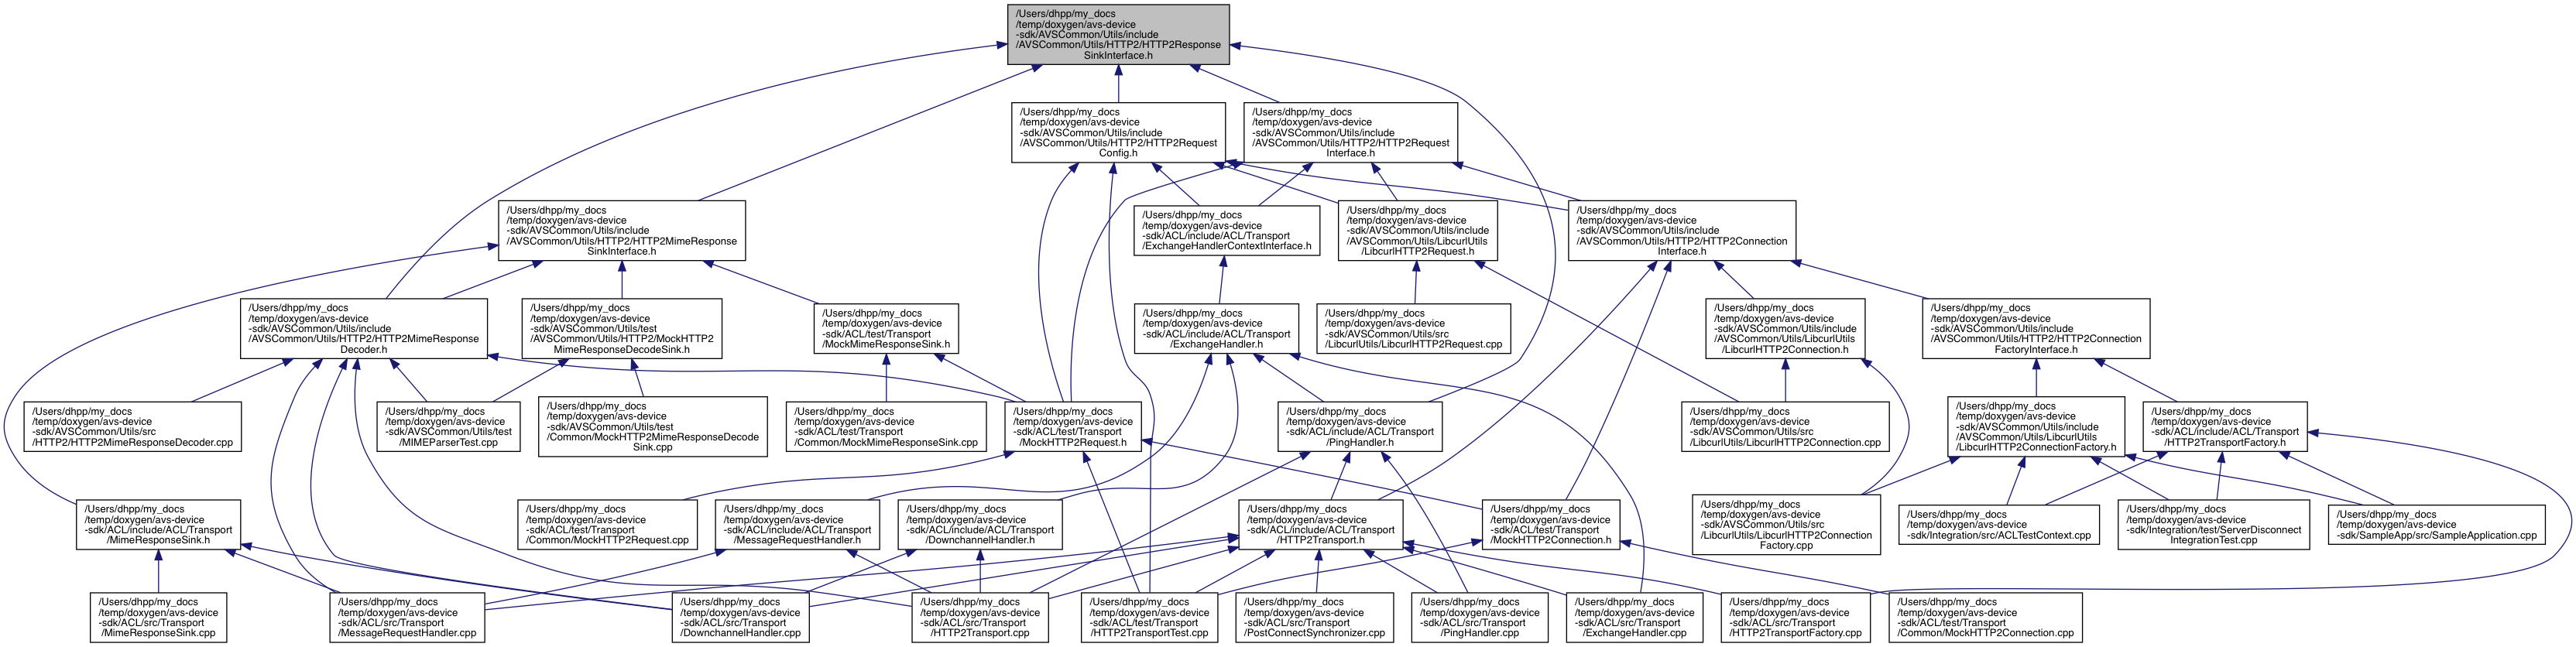 /Users/dhpp/my_docs
/temp/doxygen/avs-device
-sdk/AVSCommon/Utils/include
/AVSCommon/Utils/HTTP2/HTTP2Response
SinkInterface.h
/Users/dhpp/my_docs
/temp/doxygen/avs-device
-sdk/AVSCommon/Utils/include
/AVSCommon/Utils/HTTP2/HTTP2Request
Config.h
/Users/dhpp/my_docs
/temp/doxygen/avs-device
-sdk/AVSCommon/Utils/include
/AVSCommon/Utils/HTTP2/HTTP2Request
Interface.h
/Users/dhpp/my_docs
/temp/doxygen/avs-device
-sdk/AVSCommon/Utils/include
/AVSCommon/Utils/HTTP2/HTTP2MimeResponse
SinkInterface.h
/Users/dhpp/my_docs
/temp/doxygen/avs-device
-sdk/ACL/include/ACL/Transport
/ExchangeHandlerContextInterface.h
/Users/dhpp/my_docs
/temp/doxygen/avs-device
-sdk/AVSCommon/Utils/include
/AVSCommon/Utils/LibcurlUtils
/LibcurlHTTP2Request.h
/Users/dhpp/my_docs
/temp/doxygen/avs-device
-sdk/AVSCommon/Utils/include
/AVSCommon/Utils/HTTP2/HTTP2Connection
Interface.h
/Users/dhpp/my_docs
/temp/doxygen/avs-device
-sdk/AVSCommon/Utils/include
/AVSCommon/Utils/HTTP2/HTTP2MimeResponse
Decoder.h
/Users/dhpp/my_docs
/temp/doxygen/avs-device
-sdk/AVSCommon/Utils/test
/AVSCommon/Utils/HTTP2/MockHTTP2
MimeResponseDecodeSink.h
/Users/dhpp/my_docs
/temp/doxygen/avs-device
-sdk/ACL/test/Transport
/MockMimeResponseSink.h
/Users/dhpp/my_docs
/temp/doxygen/avs-device
-sdk/ACL/include/ACL/Transport
/ExchangeHandler.h
/Users/dhpp/my_docs
/temp/doxygen/avs-device
-sdk/AVSCommon/Utils/src
/LibcurlUtils/LibcurlHTTP2Request.cpp
/Users/dhpp/my_docs
/temp/doxygen/avs-device
-sdk/AVSCommon/Utils/include
/AVSCommon/Utils/LibcurlUtils
/LibcurlHTTP2Connection.h
/Users/dhpp/my_docs
/temp/doxygen/avs-device
-sdk/AVSCommon/Utils/include
/AVSCommon/Utils/HTTP2/HTTP2Connection
FactoryInterface.h
/Users/dhpp/my_docs
/temp/doxygen/avs-device
-sdk/AVSCommon/Utils/src
/HTTP2/HTTP2MimeResponseDecoder.cpp
/Users/dhpp/my_docs
/temp/doxygen/avs-device
-sdk/AVSCommon/Utils/test
/MIMEParserTest.cpp
/Users/dhpp/my_docs
/temp/doxygen/avs-device
-sdk/AVSCommon/Utils/test
/Common/MockHTTP2MimeResponseDecode
Sink.cpp
/Users/dhpp/my_docs
/temp/doxygen/avs-device
-sdk/ACL/test/Transport
/Common/MockMimeResponseSink.cpp
/Users/dhpp/my_docs
/temp/doxygen/avs-device
-sdk/ACL/test/Transport
/MockHTTP2Request.h
/Users/dhpp/my_docs
/temp/doxygen/avs-device
-sdk/ACL/include/ACL/Transport
/PingHandler.h
/Users/dhpp/my_docs
/temp/doxygen/avs-device
-sdk/AVSCommon/Utils/src
/LibcurlUtils/LibcurlHTTP2Connection.cpp
/Users/dhpp/my_docs
/temp/doxygen/avs-device
-sdk/AVSCommon/Utils/include
/AVSCommon/Utils/LibcurlUtils
/LibcurlHTTP2ConnectionFactory.h
/Users/dhpp/my_docs
/temp/doxygen/avs-device
-sdk/ACL/include/ACL/Transport
/HTTP2TransportFactory.h
/Users/dhpp/my_docs
/temp/doxygen/avs-device
-sdk/ACL/include/ACL/Transport
/MimeResponseSink.h
/Users/dhpp/my_docs
/temp/doxygen/avs-device
-sdk/ACL/test/Transport
/Common/MockHTTP2Request.cpp
/Users/dhpp/my_docs
/temp/doxygen/avs-device
-sdk/ACL/include/ACL/Transport
/MessageRequestHandler.h
/Users/dhpp/my_docs
/temp/doxygen/avs-device
-sdk/ACL/include/ACL/Transport
/DownchannelHandler.h
/Users/dhpp/my_docs
/temp/doxygen/avs-device
-sdk/ACL/include/ACL/Transport
/HTTP2Transport.h
/Users/dhpp/my_docs
/temp/doxygen/avs-device
-sdk/ACL/test/Transport
/MockHTTP2Connection.h
/Users/dhpp/my_docs
/temp/doxygen/avs-device
-sdk/AVSCommon/Utils/src
/LibcurlUtils/LibcurlHTTP2Connection
Factory.cpp
/Users/dhpp/my_docs
/temp/doxygen/avs-device
-sdk/Integration/src/ACLTestContext.cpp
/Users/dhpp/my_docs
/temp/doxygen/avs-device
-sdk/Integration/test/ServerDisconnect
IntegrationTest.cpp
/Users/dhpp/my_docs
/temp/doxygen/avs-device
-sdk/SampleApp/src/SampleApplication.cpp
/Users/dhpp/my_docs
/temp/doxygen/avs-device
-sdk/ACL/src/Transport
/MimeResponseSink.cpp
/Users/dhpp/my_docs
/temp/doxygen/avs-device
-sdk/ACL/src/Transport
/MessageRequestHandler.cpp
/Users/dhpp/my_docs
/temp/doxygen/avs-device
-sdk/ACL/src/Transport
/DownchannelHandler.cpp
/Users/dhpp/my_docs
/temp/doxygen/avs-device
-sdk/ACL/src/Transport
/HTTP2Transport.cpp
/Users/dhpp/my_docs
/temp/doxygen/avs-device
-sdk/ACL/test/Transport
/HTTP2TransportTest.cpp
/Users/dhpp/my_docs
/temp/doxygen/avs-device
-sdk/ACL/src/Transport
/PostConnectSynchronizer.cpp
/Users/dhpp/my_docs
/temp/doxygen/avs-device
-sdk/ACL/src/Transport
/PingHandler.cpp
/Users/dhpp/my_docs
/temp/doxygen/avs-device
-sdk/ACL/src/Transport
/ExchangeHandler.cpp
/Users/dhpp/my_docs
/temp/doxygen/avs-device
-sdk/ACL/src/Transport
/HTTP2TransportFactory.cpp
/Users/dhpp/my_docs
/temp/doxygen/avs-device
-sdk/ACL/test/Transport
/Common/MockHTTP2Connection.cpp